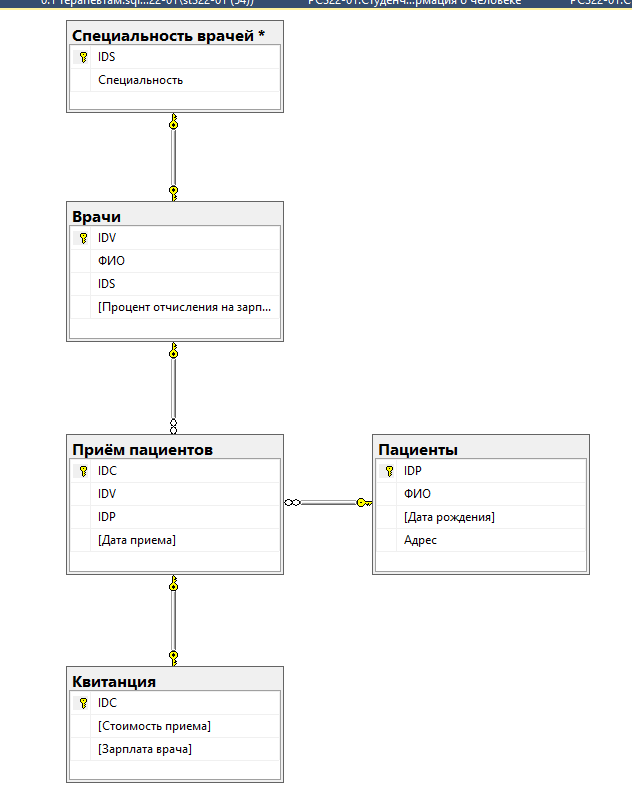 Специальность врачей *
IDS
Специальность
Врачи
IDV
ФИО
IDS
[Процент отчисления на зарп...
Приём пациентов
IDC
IDV
IDP
[Дата приема]
Пациенты
IDP
ФИО
[Дата рождения]
Адрес
Квитанция
IDC
[Стоимость приема]
[Зарплата врача]